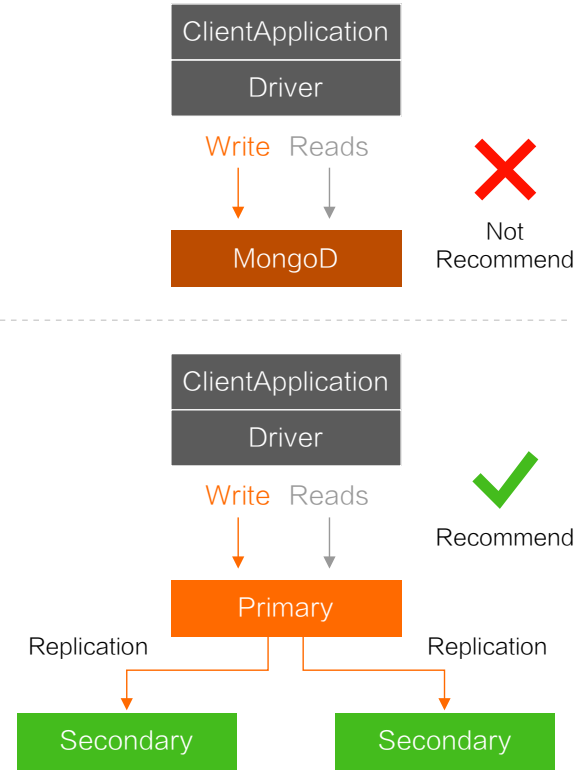 ClientApplication
Driver
Write Reads
MongoD
Not
Recommend
ClientApplication
Driver
Write Reads
Recommend
Primary
Replication
Replication
Secondary
Secondary